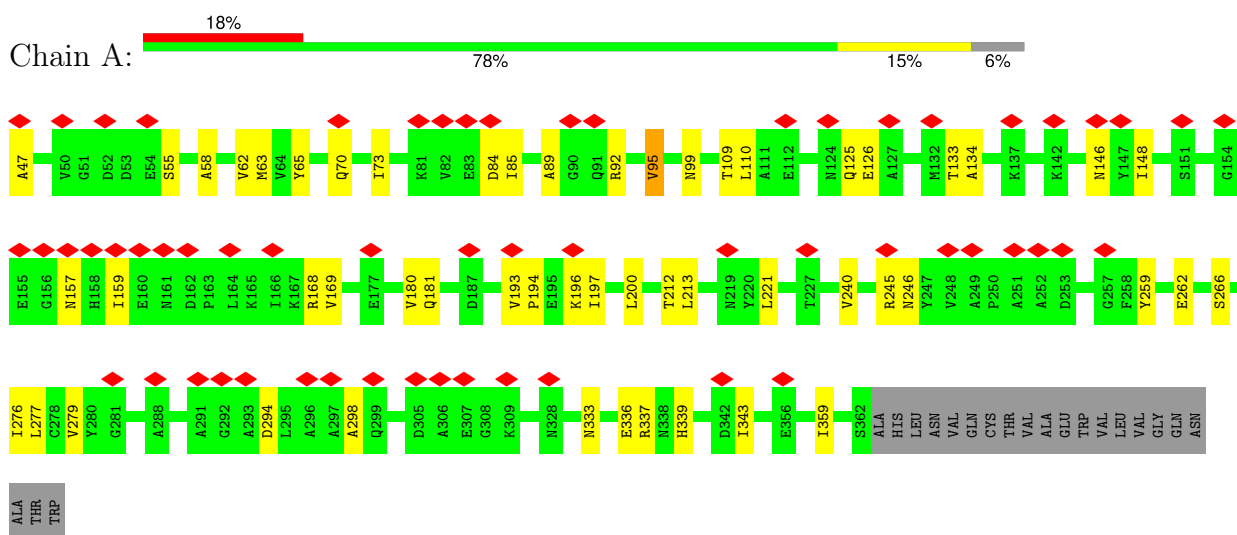 18%
Chain A:
78% 15% 6%
A47 V50 G51 D52 D53 E54 S55 A58 V62 M63 V64 Y65 Q70 I73 K81 V82 E83 D84 I85 A89 G90 Q91 R92 V95 N99 T109 L110 A111 E112 N124 Q125 E126 A127 M132 T133 A134 K137 K142 N146 Y147 I148 S151 G154
E155 G156 N157 H158 I159 E160 N161 D162 P163 L164 K165 I166 K167 R168 V169 E177 V180 Q181 D187 V193 P194 E195 K196 I197 L200 T212 L213 N219 Y220 L221 T227 V240 R245 N246 Y247 V248 A249 P250 A251 A252 D253 G257 F258 Y259 E262 S266
I276 L277 C278 V279 Y280 G281 A288 A291 G292 A293 D294 L295 A296 A297 A298 Q299 D305 A306 E307 G308 K309 N328 N333 E336 R337 N338 H339 D342 I343 E356 I359 S362 ALA HIS LEU ASN VAL GLN CYS THR VAL ALA GLU TRP VAL LEU VAL GLY GLN ASN
ALA THR TRP